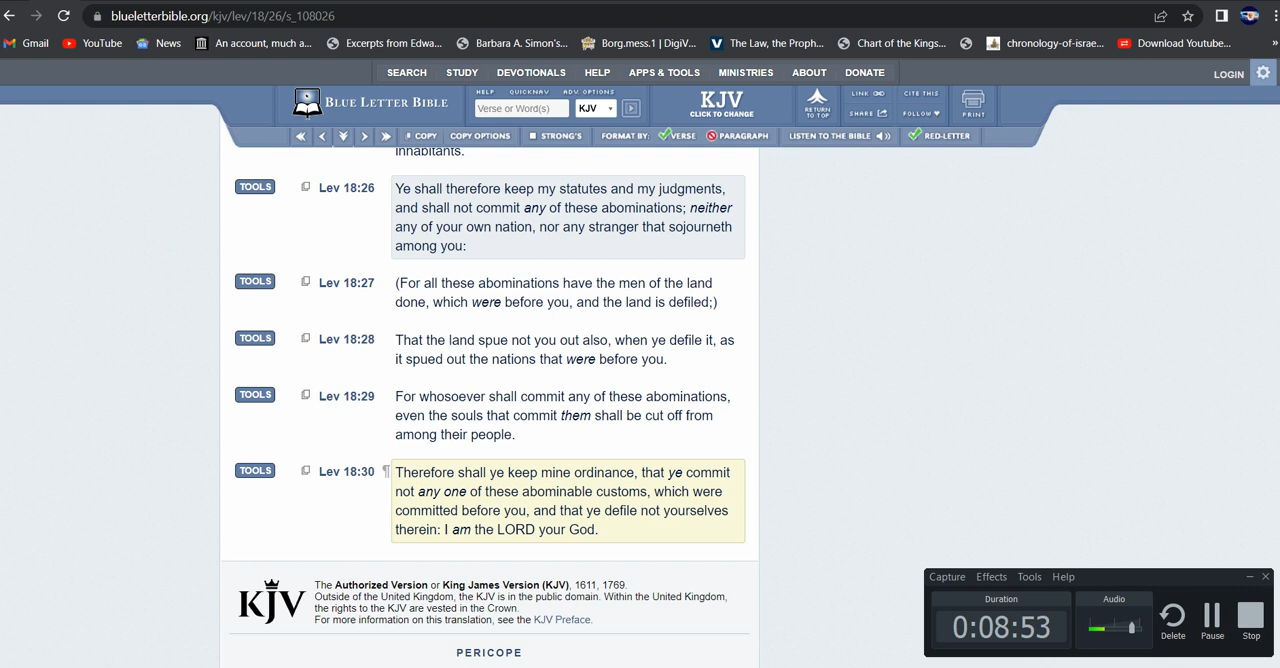 blueletterbible.org/kjv/lev/18/26/s_108026
Gmail YouTube News An account, much a... Excerpts from Edwa... Barbara A. Simon's... Borg.mess.1 | DigiV... The Law, the Proph... Chart of the Kings... chronology-of-israe... Download Youtube... »
SEARCH STUDY DEVOTIONALS HELP APPS & TOOLS MINISTRIES ABOUT DONATE LOGIN
BLUE LETTER BIBLE
HELP QUICKNAV ADV. OPTIONS
Verse or Word(s) KJV
KJV
CLICK TO CHANGE
RETURN TO TOP
LINK CITE THIS
SHARE FOLLOW
PRINT
COPY COPY OPTIONS STRONG'S FORMAT BY: VERSE PARAGRAPH LISTEN TO THE BIBLE RED-LETTER
inhabitants.
TOOLS Lev 18:26 Ye shall therefore keep my statutes and my judgments,
and shall not commit any of these abominations; neither
any of your own nation, nor any stranger that sojourneth
among you:
TOOLS Lev 18:27 (For all these abominations have the men of the land
done, which were before you, and the land is defiled;)
TOOLS Lev 18:28 That the land spue not you out also, when ye defile it, as
it spued out the nations that were before you.
TOOLS Lev 18:29 For whosoever shall commit any of these abominations,
even the souls that commit them shall be cut off from
among their people.
TOOLS Lev 18:30 ¶ Therefore shall ye keep mine ordinance, that ye commit
not any one of these abominable customs, which were
committed before you, and that ye defile not yourselves
therein: I am the LORD your God.
KJV
The Authorized Version or King James Version (KJV), 1611, 1769.
Outside of the United Kingdom, the KJV is in the public domain. Within the United Kingdom,
the rights to the KJV are vested in the Crown.
For more information on this translation, see the KJV Preface.
PERICOPE
Capture Effects Tools Help
Duration Audio
0:08:53
Delete Pause Stop